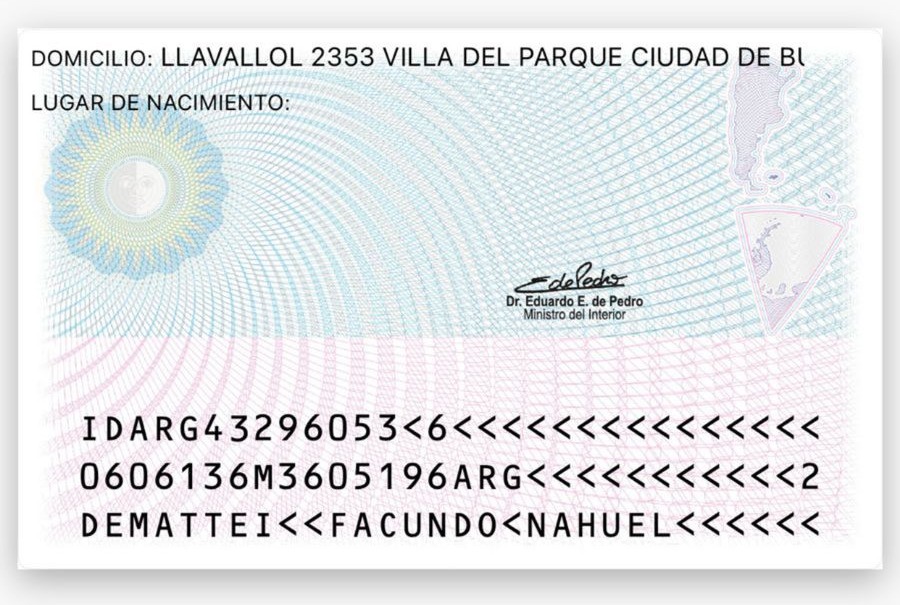 DOMICILIO: LLAVALLOL 2353 VILLA DEL PARQUE CIUDAD DE BU
LUGAR DE NACIMIENTO:
EdePedro
Dr. Eduardo E. de Pedro
Ministro del Interior
IDARG43296053<6<<<<<<<<<<<<<<<
0606136M3605196ARG<<<<<<<<<<<2
DEMATTEI<<FACUNDO<NAHUEL<<<<<<